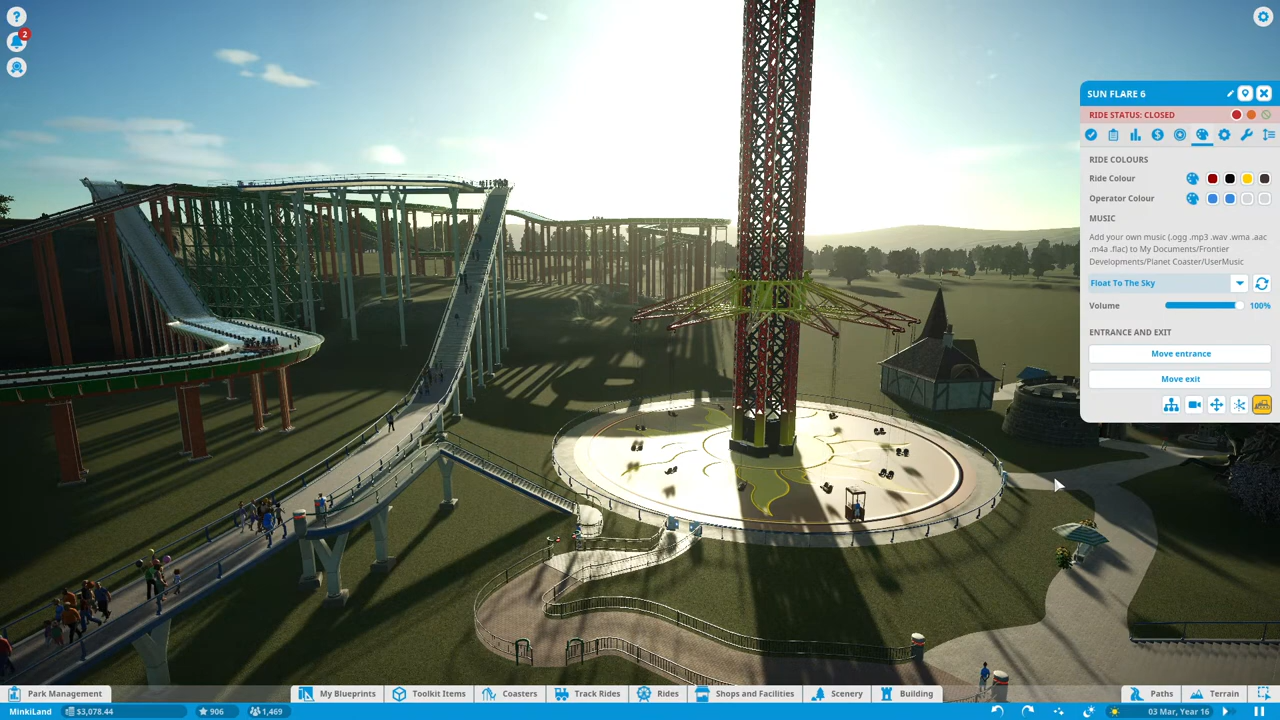 ?
2
SUN FLARE 6
RIDE STATUS: CLOSED
RIDE COLOURS
Ride Colour
Operator Colour
MUSIC
Add your own music (.ogg .mp3 .wav .wma .aac
.m4a .flac) to My Documents/Frontier
Developments/Planet Coaster/UserMusic
Float To The Sky
Volume 100%
ENTRANCE AND EXIT
Move entrance
Move exit
Park Management My Blueprints Toolkit Items Coasters Track Rides Rides Shops and Facilities Scenery Building Paths Terrain
MinkiLand $3,078.44 906 1,469 03 Mar, Year 16